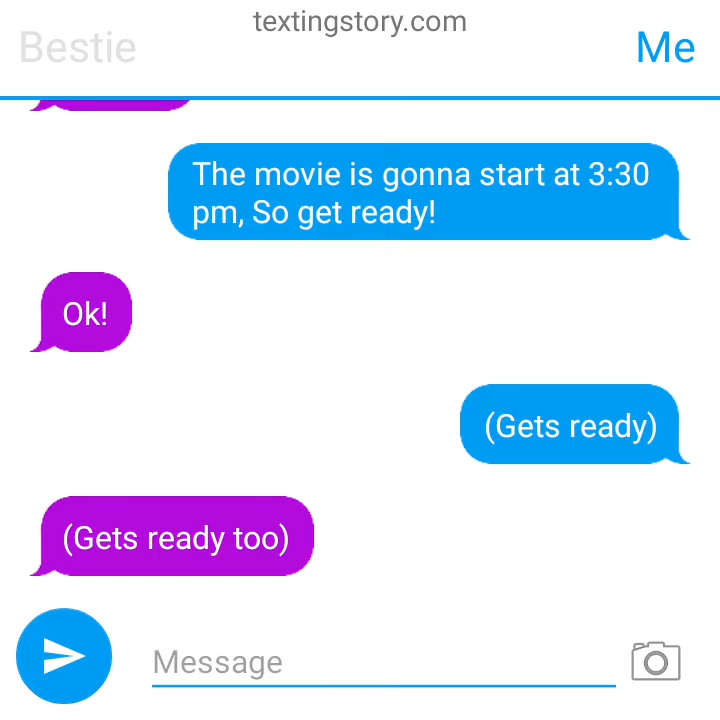 textingstory.com
Bestie
Me
The movie is gonna start at 3:30
pm, So get ready!
Ok!
(Gets ready)
(Gets ready too)
Message